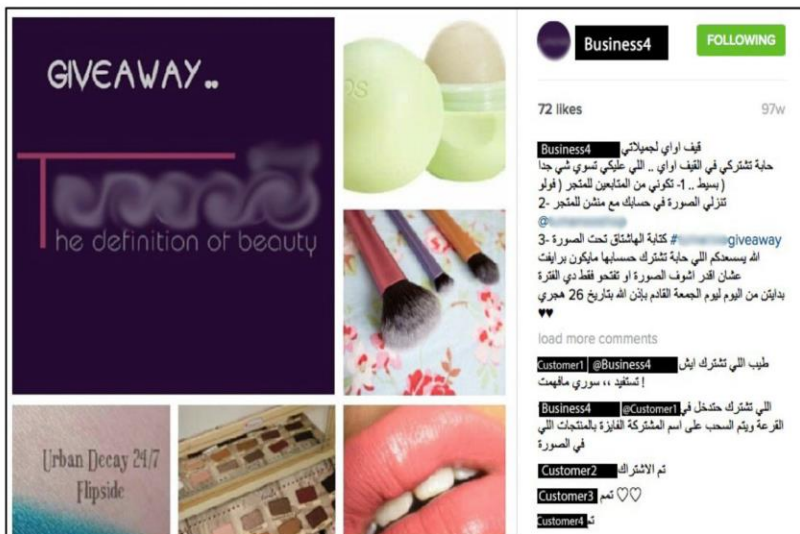 GIVEAWAY..
The definition of beauty
os
Urban Decay 24/7
Flipside
Business4
FOLLOWING
72 likes
97w
Business4 قيف اواي لجميلاتي
حابة تشتركي في القيف اواي .. اللي عليكي تسوي شي جدا
بسيط .. 1- تكوني من المتابعين للمتجر ( فولو )
2- تنزلي الصورة في حسابك مع منشن للمتجر
@
3- كتابة الهاشتاق تحت الصورة # giveaway
الله يسسعدكم اللي حابة تشترك حسسابها مايكون برايفت
عشان اقدر اشوف الصورة او تفتحو فقط دي الفترة
بدايتن من اليوم ليوم الجمعة القادم بإذن الله بتاريخ 26 هجري
♥♥
load more comments
Customer1 @Business4 طيب اللي تشترك ايش
تستفيد ،، سوري مافهمت !
Business4 @Customer1 اللي تشترك حتدخل في
القرعة ويتم السحب على اسم المشتركة الفايزة بالمنتجات اللي
في الصورة
Customer2 تم الاشتراك
Customer3 تمم ♡♡
Customer4 تم